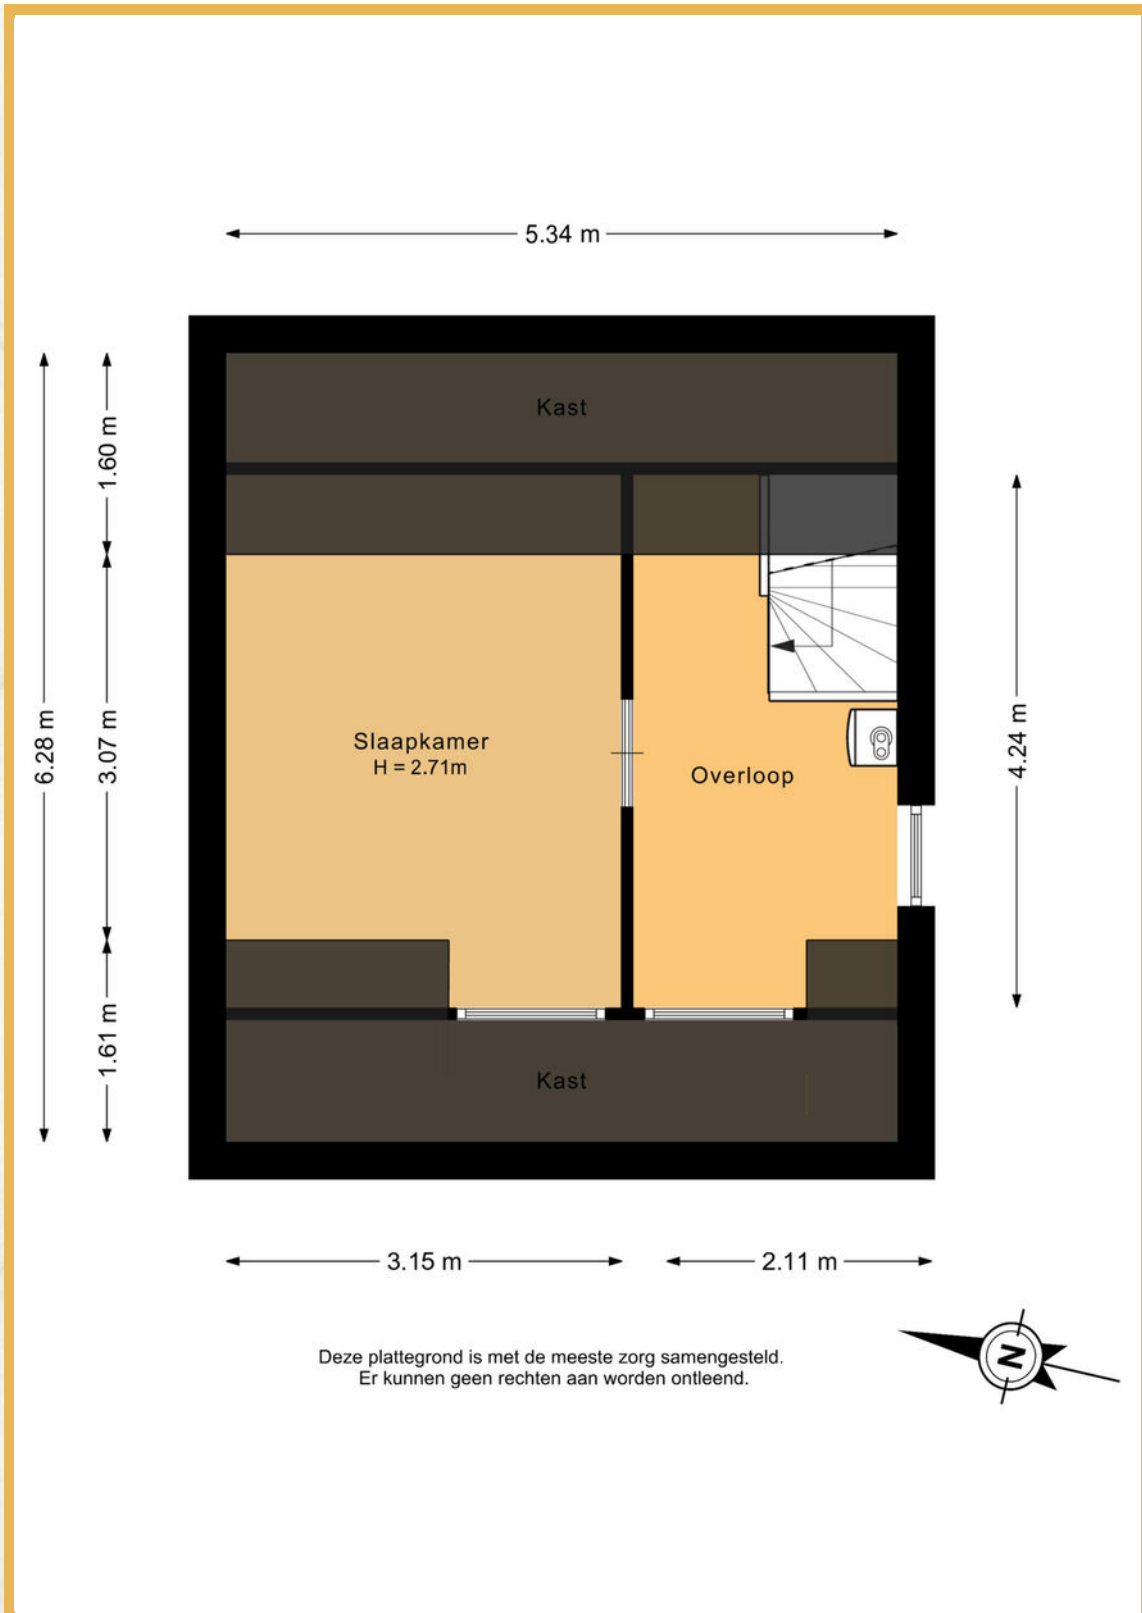 5.34 m
Kast
1.60 m
6.28 m
3.07 m
4.24 m
Slaapkamer
H = 2.71m
Overloop
1.61 m
Kast
3.15 m
2.11 m
N
Deze plattegrond is met de meeste zorg samengesteld.
Er kunnen geen rechten aan worden ontleend.